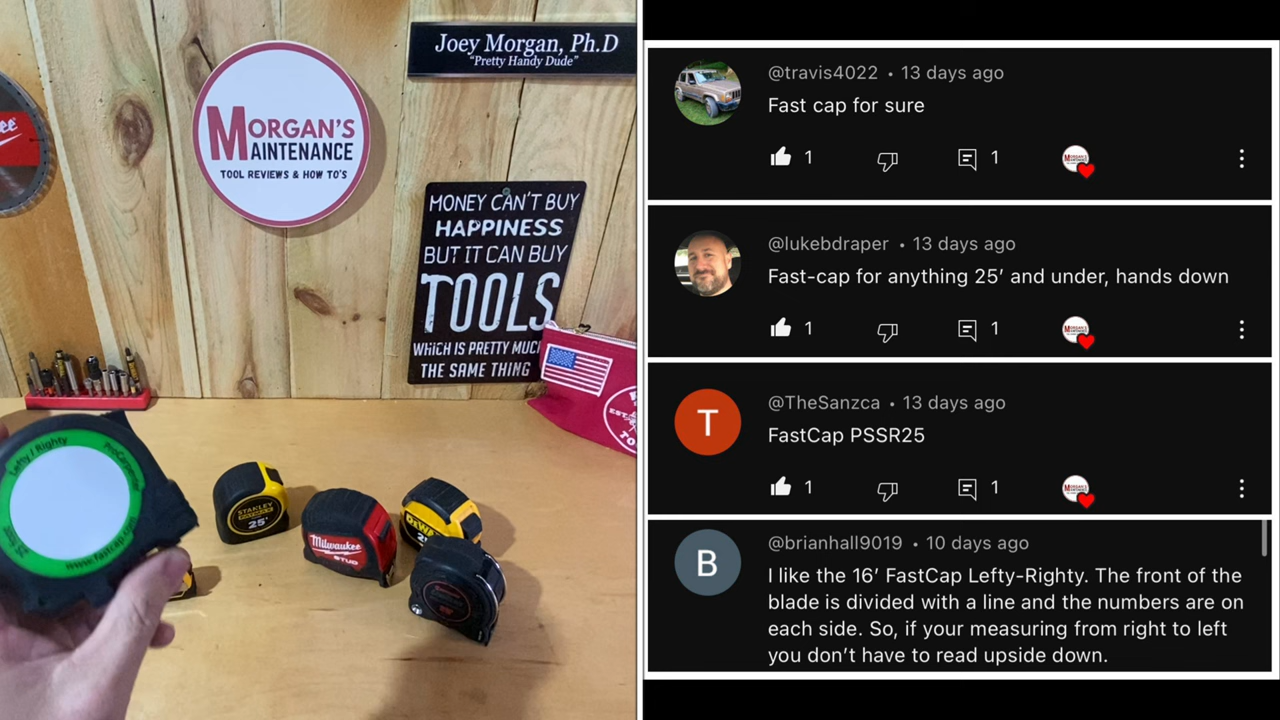 Joey Morgan, Ph.D
"Pretty Handy Dude"
MORGAN'S
MAINTENANCE
TOOL REVIEWS & HOW TO'S
MONEY CAN'T BUY
HAPPINESS
BUT IT CAN BUY
TOOLS
WHICH IS PRETTY MUCH
THE SAME THING
Lefty / Righty
ProCarpenter
www.fastcap.com
STANLEY
FATMAX
25'
Milwaukee
STUD
DEWALT
@travis4022 • 13 days ago
Fast cap for sure
1
1
@lukebdraper • 13 days ago
Fast-cap for anything 25′ and under, hands down
1
1
T
@TheSanzca • 13 days ago
FastCap PSSR25
1
1
B
@brianhall9019 • 10 days ago
I like the 16′ FastCap Lefty-Righty. The front of the
blade is divided with a line and the numbers are on
each side. So, if your measuring from right to left
you don't have to read upside down.